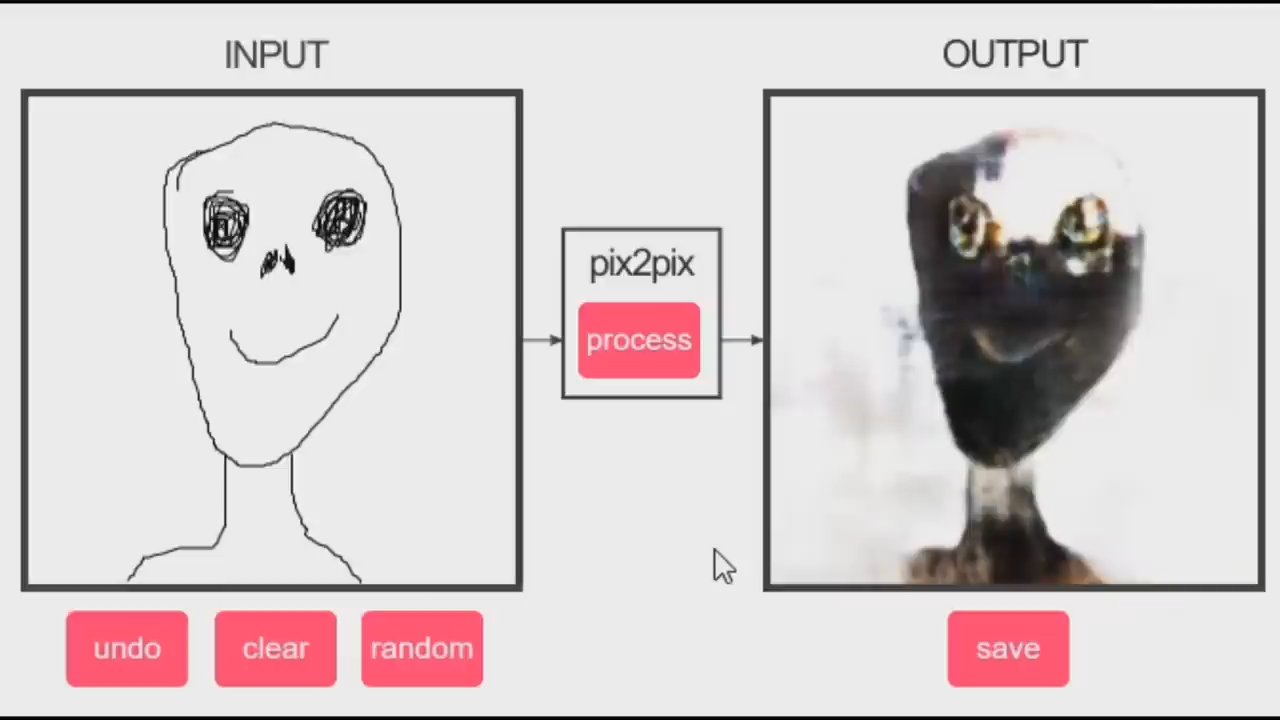 INPUT
OUTPUT
pix2pix
process
undo
clear
random
save